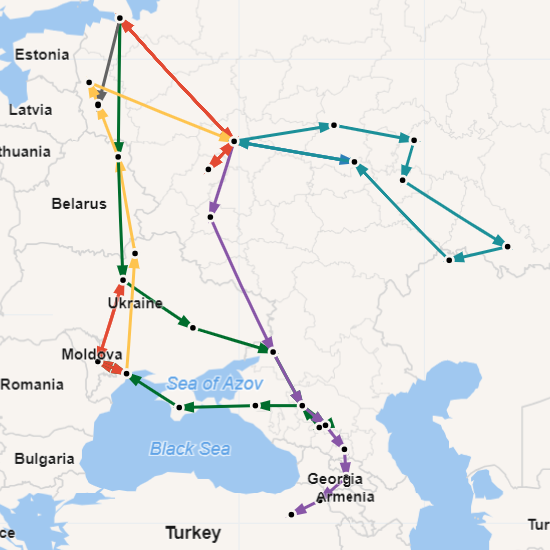 Estonia
Latvia
thuania
Belarus
Ukraine
Moldova
Romania
Sea of Azov
Black Sea
Bulgaria
Georgia
Armenia
Turkey
ce
Tur